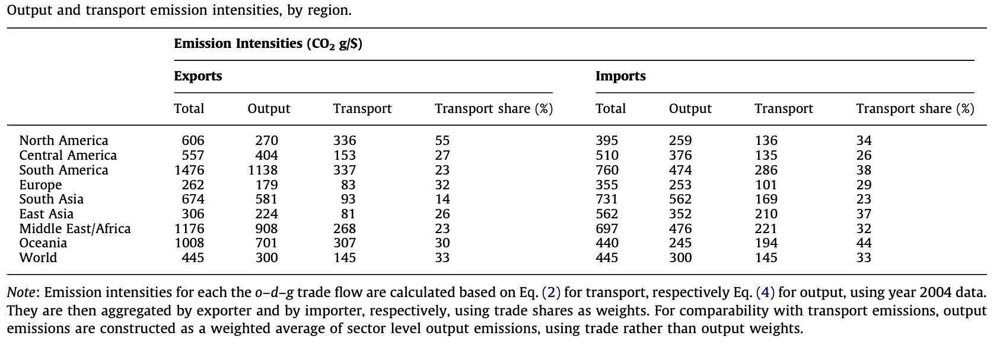 Output and transport emission intensities, by region.
Emission Intensities (CO₂ g/$)
Exports Imports
Total Output Transport Transport share (%) Total Output Transport Transport share (%)
North America 606 270 336 55 395 259 136 34
Central America 557 404 153 27 510 376 135 26
South America 1476 1138 337 23 760 474 286 38
Europe 262 179 83 32 355 253 101 29
South Asia 674 581 93 14 731 562 169 23
East Asia 306 224 81 26 562 352 210 37
Middle East/Africa 1176 908 268 23 697 476 221 32
Oceania 1008 701 307 30 440 245 194 44
World 445 300 145 33 445 300 145 33
Note: Emission intensities for each the o–d–g trade flow are calculated based on Eq. (2) for transport, respectively Eq. (4) for output, using year 2004 data.
They are then aggregated by exporter and by importer, respectively, using trade shares as weights. For comparability with transport emissions, output
emissions are constructed as a weighted average of sector level output emissions, using trade rather than output weights.